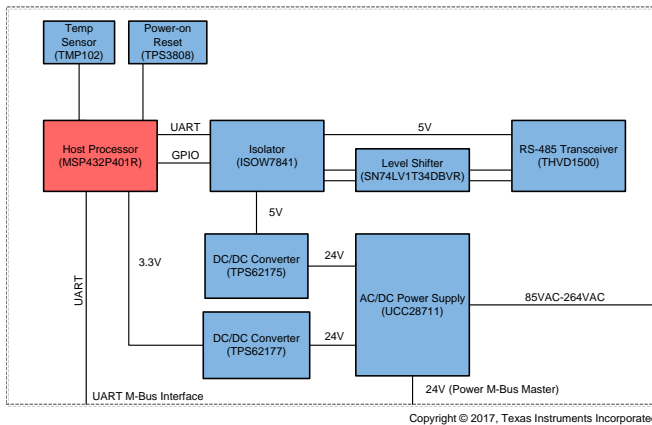 Temp
Sensor
(TMP102)
Power-on
Reset
(TPS3808)
Host Processor
(MSP432P401R)
UART
GPIO
Isolator
(ISOW7841)
5V
Level Shifter
(SN74LV1T34DBVR)
RS-485 Transceiver
(THVD1500)
5V
3.3V
UART
DC/DC Converter
(TPS62175)
24V
AC/DC Power Supply
(UCC28711)
85VAC-264VAC
DC/DC Converter
(TPS62177)
24V
UART M-Bus Interface
24V (Power M-Bus Master)
Copyright © 2017, Texas Instruments Incorporated